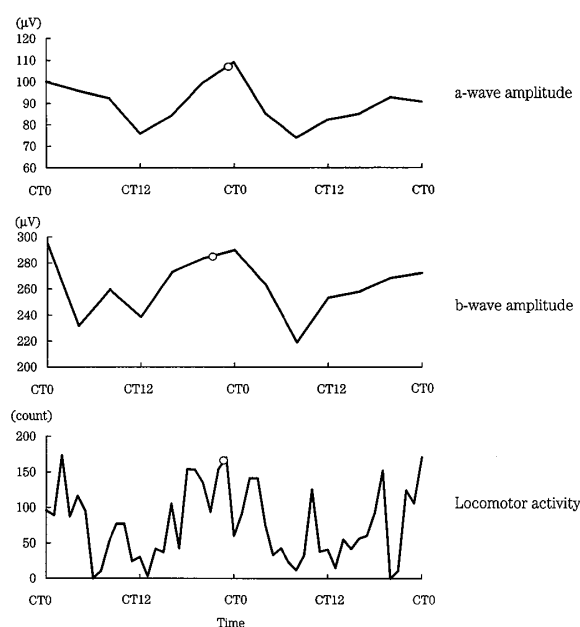 (μV)
120
110
100
90
80
70
60
CT0 CT12 CT0 CT12 CT0
a-wave amplitude
(μV)
300
280
260
240
220
200
CT0 CT12 CT0 CT12 CT0
b-wave amplitude
(count)
200
150
100
50
0
CT0 CT12 CT0 CT12 CT0
Time
Locomotor activity